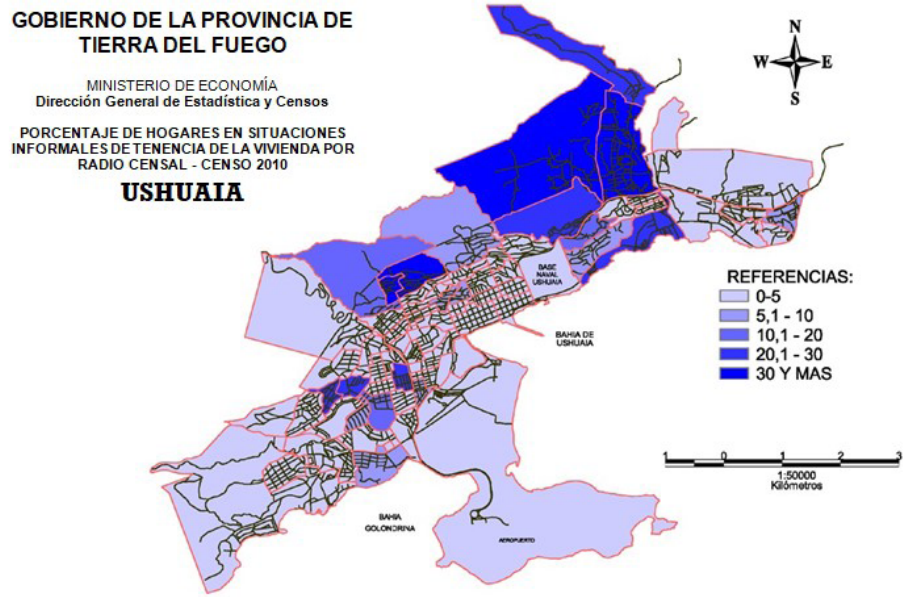 GOBIERNO DE LA PROVINCIA DE
TIERRA DEL FUEGO
MINISTERIO DE ECONOMÍA
Dirección General de Estadística y Censos
PORCENTAJE DE HOGARES EN SITUACIONES
INFORMALES DE TENENCIA DE LA VIVIENDA POR
RADIO CENSAL - CENSO 2010
USHUAIA
N
W E
S
BASE
NAVAL
USHUAIA
BAHIA DE
USHUAIA
REFERENCIAS:
0-5
5,1 - 10
10,1 - 20
20,1 - 30
30 Y MAS
1 0 1 2 3
1:50000
Kilómetros
BAHIA
GOLONDRINA
AEROPUERTO